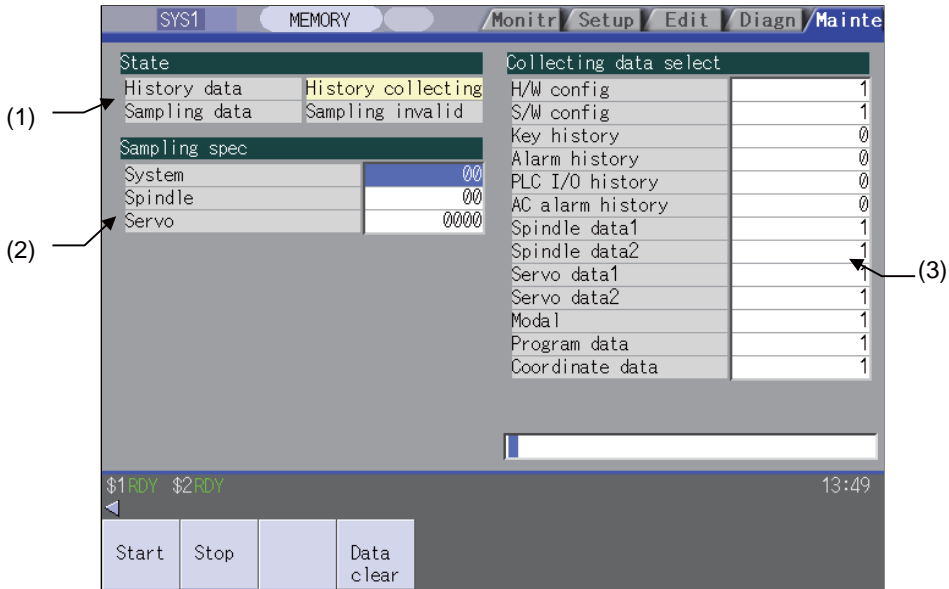 SYS1 MEMORY Monitr Setup Edit Diagn Mainte
State
History data History collecting
Sampling data Sampling invalid
(1)
Sampling spec
System 00
Spindle 00
Servo 0000
(2)
Collecting data select
H/W config 1
S/W config 1
Key history 0
Alarm history 0
PLC I/O history 0
AC alarm history 0
Spindle data1 1
Spindle data2 1
Servo data1 1
Servo data2 1
Modal 1
Program data 1
Coordinate data 1
(3)
$1RDY $2RDY 13:49
Start Stop Data
clear